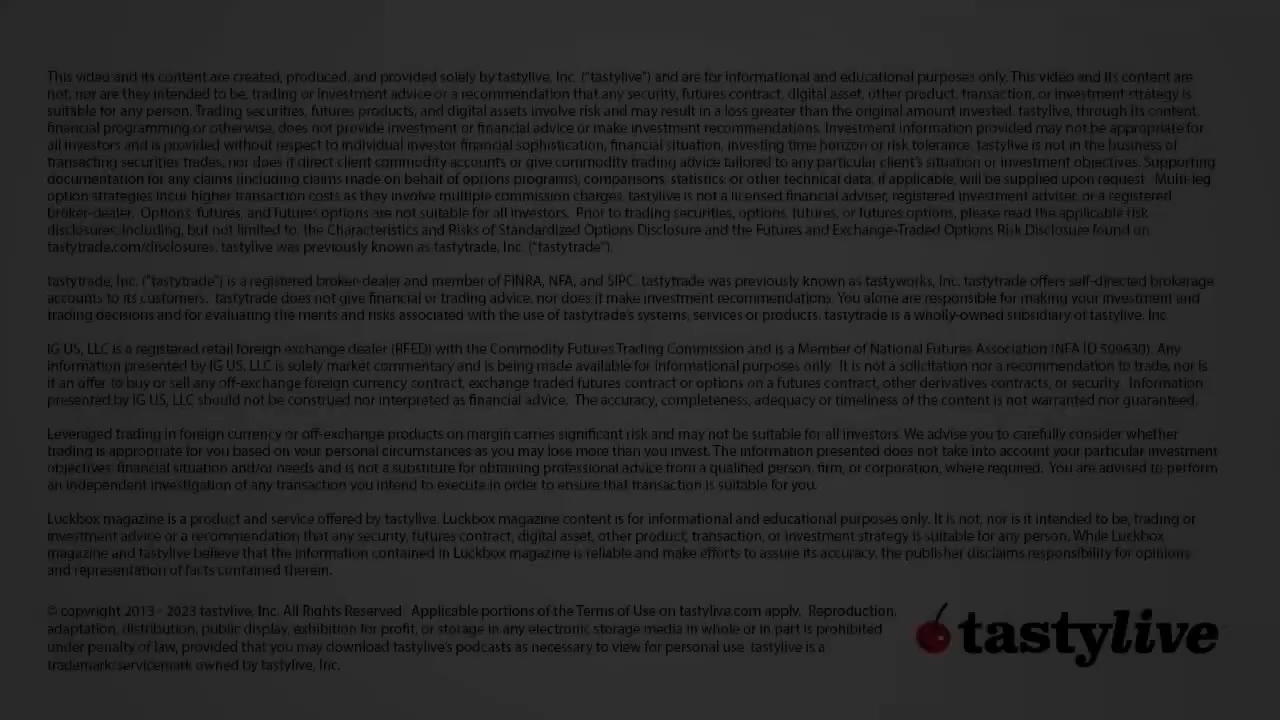 This video and its content are created, produced, and provided solely by tastylive, Inc. (“tastylive”) and are for informational and educational purposes only. This video and its content are
not, nor are they intended to be, trading or investment advice or a recommendation that any security, futures contract, digital asset, other product, transaction, or investment strategy is
suitable for any person. Trading securities, futures products, and digital assets involve risk and may result in a loss greater than the original amount invested. tastylive, through its content,
financial programming or otherwise, does not provide investment or financial advice or make investment recommendations. Investment information provided may not be appropriate for
all investors and is provided without respect to individual investor financial sophistication, financial situation, investing time horizon or risk tolerance. tastylive is not in the business of
transacting securities trades, nor does it direct client commodity accounts or give commodity trading advice tailored to any particular client’s situation or investment objectives. Supporting
documentation for any claims (including claims made on behalf of options programs), comparisons, statistics, or other technical data, if applicable, will be supplied upon request. Multi-leg
option strategies incur higher transaction costs as they involve multiple commission charges. tastylive is not a licensed financial adviser, registered investment adviser, or a registered
broker-dealer. Options, futures, and futures options are not suitable for all investors. Prior to trading securities, options, futures, or futures options, please read the applicable risk
disclosures, including, but not limited to, the Characteristics and Risks of Standardized Options Disclosure and the Futures and Exchange-Traded Options Risk Disclosure found on
tastytrade.com/disclosures. tastylive was previously known as tastytrade, Inc. (“tastytrade”).
tastytrade, Inc. (“tastytrade”) is a registered broker-dealer and member of FINRA, NFA, and SIPC. tastytrade was previously known as tastyworks, Inc. tastytrade offers self-directed brokerage
accounts to its customers. tastytrade does not give financial or trading advice, nor does it make investment recommendations. You alone are responsible for making your investment and
trading decisions and for evaluating the merits and risks associated with the use of tastytrade’s systems, services or products. tastytrade is a wholly-owned subsidiary of tastylive, Inc.
IG US, LLC is a registered retail foreign exchange dealer (RFED) with the Commodity Futures Trading Commission and is a Member of National Futures Association (NFA ID 509630). Any
information presented by IG US, LLC is solely market commentary and is being made available for informational purposes only. It is not a solicitation nor a recommendation to trade, nor is
it an offer to buy or sell any off-exchange foreign currency contract, exchange traded futures contract or options on a futures contract, other derivatives contracts, or security. Information
presented by IG US, LLC should not be construed nor interpreted as financial advice. The accuracy, completeness, adequacy or timeliness of the content is not warranted nor guaranteed.
Leveraged trading in foreign currency or off-exchange products on margin carries significant risk and may not be suitable for all investors. We advise you to carefully consider whether
trading is appropriate for you based on your personal circumstances as you may lose more than you invest. The information presented does not take into account your particular investment
objectives, financial situation and/or needs and is not a substitute for obtaining professional advice from a qualified person, firm, or corporation, where required. You are advised to perform
an independent investigation of any transaction you intend to execute in order to ensure that transaction is suitable for you.
Luckbox magazine is a product and service offered by tastylive. Luckbox magazine content is for informational and educational purposes only. It is not, nor is it intended to be, trading or
investment advice or a recommendation that any security, futures contract, digital asset, other product, transaction, or investment strategy is suitable for any person. While Luckbox
magazine and tastylive believe that the information contained in Luckbox magazine is reliable and make efforts to assure its accuracy, the publisher disclaims responsibility for opinions
and representation of facts contained therein.
© copyright 2013 - 2023 tastylive, Inc. All Rights Reserved. Applicable portions of the Terms of Use on tastylive.com apply. Reproduction,
adaptation, distribution, public display, exhibition for profit, or storage in any electronic storage media in whole or in part is prohibited
under penalty of law, provided that you may download tastylive’s podcasts as necessary to view for personal use. tastylive is a
trademark/servicemark owned by tastylive, Inc.
tastylive